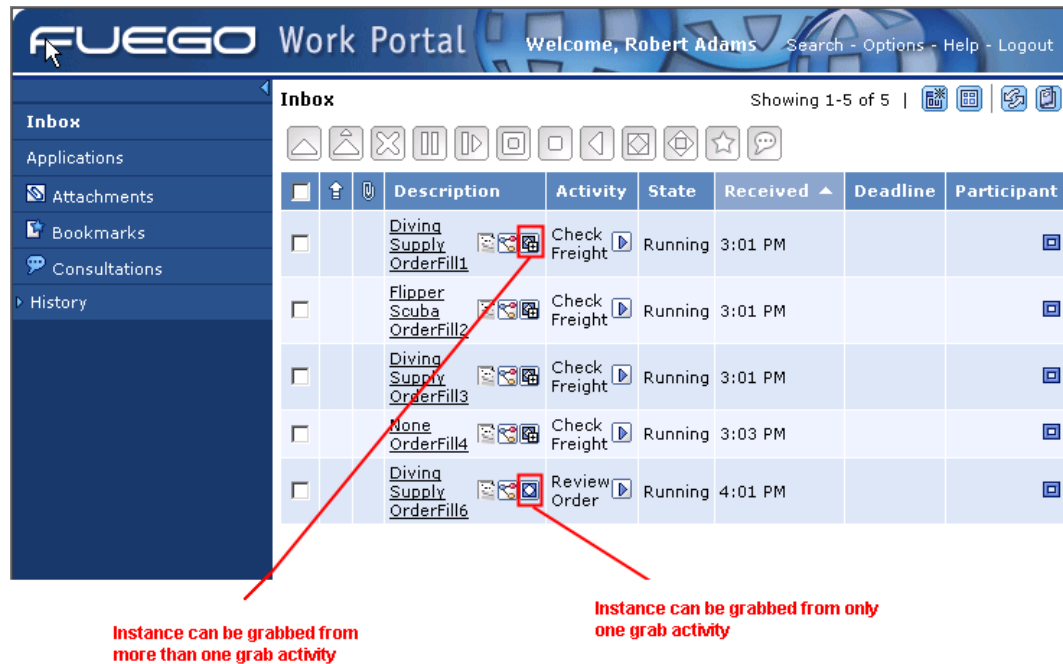 FUEGO Work Portal Welcome, Robert Adams Search - Options - Help - Logout
Inbox
Applications
Attachments
Bookmarks
Consultations
History
Inbox Showing 1-5 of 5 |
Description Activity State Received Deadline Participant
Diving
Supply
OrderFill1
Check
Freight
Running 3:01 PM
Flipper
Scuba
OrderFill2
Check
Freight
Running 3:01 PM
Diving
Supply
OrderFill3
Check
Freight
Running 3:01 PM
None
OrderFill4
Check
Freight
Running 3:03 PM
Diving
Supply
OrderFill6
Review
Order
Running 4:01 PM
Instance can be grabbed from
more than one grab activity
Instance can be grabbed from only
one grab activity